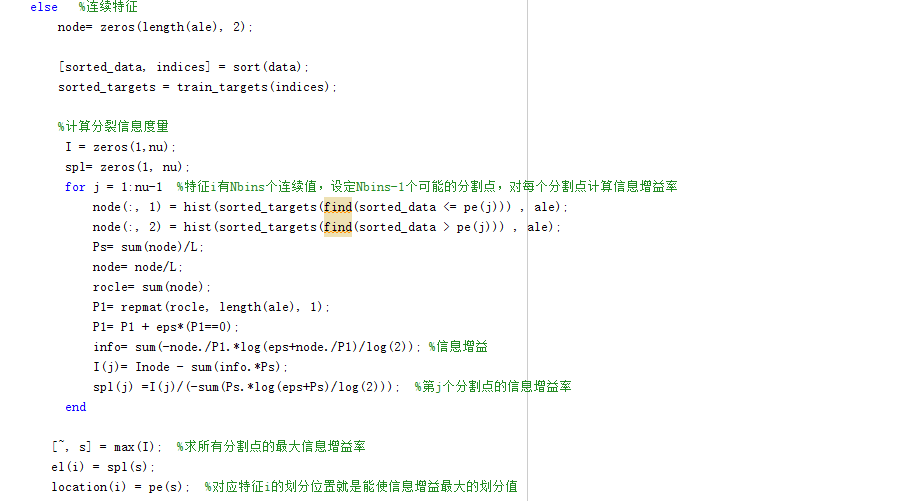 else   %连续特征
node= zeros(length(ale), 2);
[sorted_data, indices] = sort(data);
sorted_targets = train_targets(indices);
%计算分裂信息度量
I = zeros(1,nu);
spl= zeros(1, nu);
for j = 1:nu-1  %特征i有Nbins个连续值，设定Nbins-1个可能的分割点，对每个分割点计算信息增益率
node(:, 1) = hist(sorted_targets(find(sorted_data <= pe(j))) , ale);
node(:, 2) = hist(sorted_targets(find(sorted_data > pe(j))) , ale);
Ps= sum(node)/L;
node= node/L;
rocle= sum(node);
P1= repmat(rocle, length(ale), 1);
P1= P1 + eps*(P1==0);
info= sum(-node./P1.*log(eps+node./P1)/log(2)); %信息增益
I(j)= Inode - sum(info.*Ps);
spl(j) =I(j)/(-sum(Ps.*log(eps+Ps)/log(2)));  %第j个分割点的信息增益率
end
[~, s] = max(I);  %求所有分割点的最大信息增益率
el(i) = spl(s);
location(i) = pe(s);  %对应特征i的划分位置就是能使信息增益最大的划分值